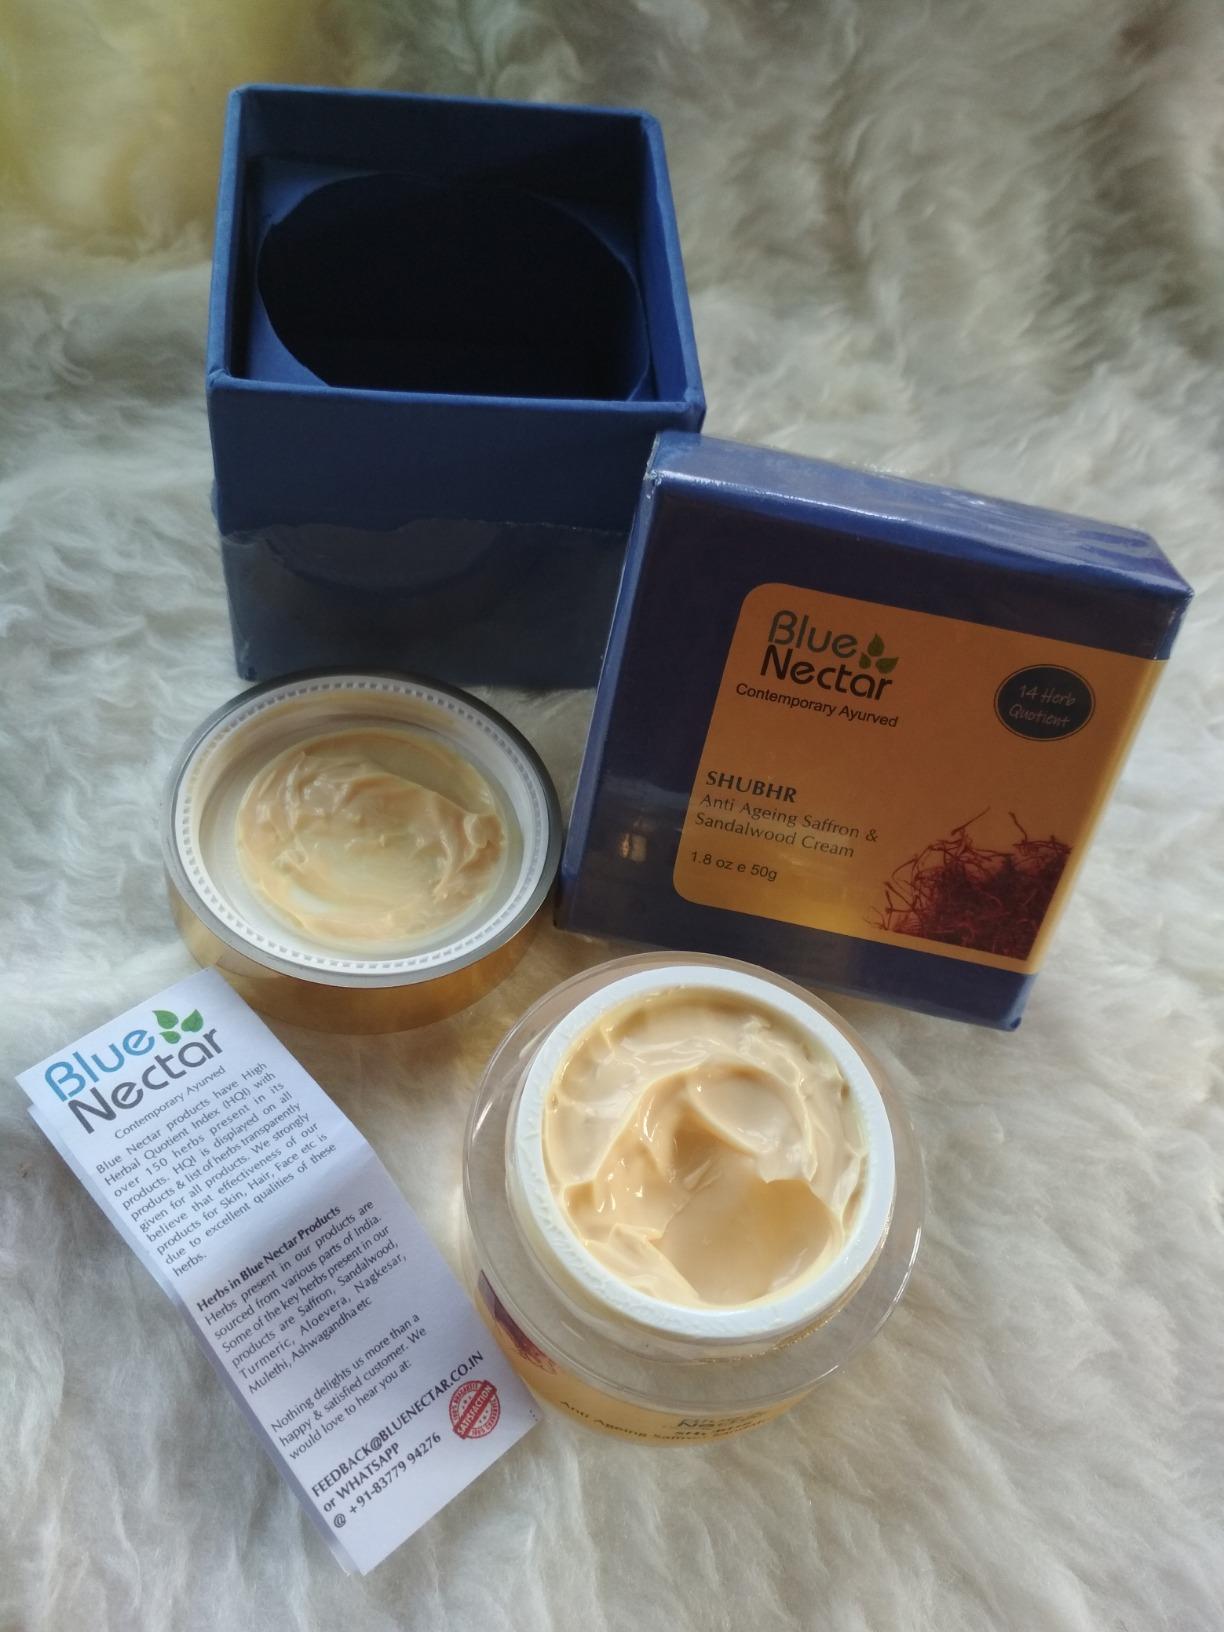 Blue
Nectar
Contemporary Ayurved
14 Herb
Quotient
SHUBHR
Anti Ageing Saffron &
Sandalwood Cream
1.8 oz e 50g
Blue
Nectar
Contemporary Ayurved
Blue Nectar products have High
Herbal Quotient Index (HQI) with
over 150 herbs present in its
products. HQI is displayed on all
products & list of herbs transparently
given for all products. We strongly
believe that effectiveness of our
products for Skin, Hair, Face etc is
due to excellent qualities of these
herbs.
Herbs in Blue Nectar Products
Herbs present in our products are
sourced from various parts of India.
Some of the key herbs present in our
products are Saffron, Sandalwood,
Turmeric, Aloevera, Nagkesar,
Mulethi, Ashwagandha etc
Nothing delights us more than a
happy & satisfied customer. We
would love to hear you at:
FEEDBACK@BLUENECTAR.CO.IN
or WHATSAPP
@ +91-83779 94276
SATISFACTION
Nectar
SHUBHR
Anti Ageing Saffron